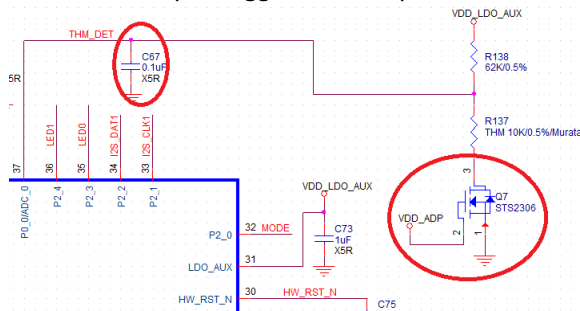 VDD_LDO_AUX
THM_DET
C67
0.1uF
X5R
5R
R138
62K/0.5%
R137
THM 10K/0.5%/Murata
LED1
LED0
I2S_DAT1
I2S_CLK1
37
36
35
34
33
P0_0/ADC_0
P2_4
P2_3
P2_2
P2_1
3
Q7
STS2306
VDD_ADP
2
1
VDD_LDO_AUX
C73
1uF
X5R
P2_0
32
MODE
LDO_AUX
31
HW_RST_N
30
HW_RST_N
C75